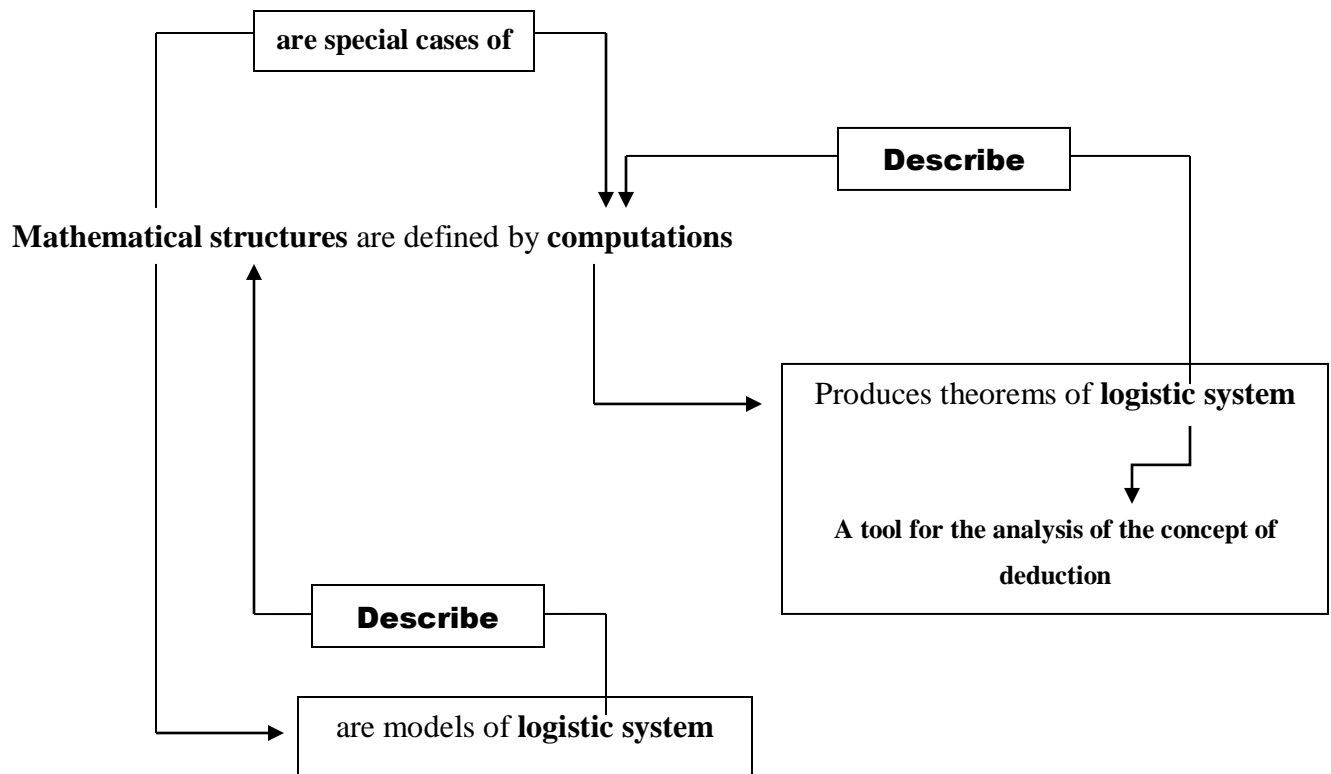 are special cases of
Describe
Mathematical structures are defined by computations
Produces theorems of logistic system
A tool for the analysis of the concept of
deduction
Describe
are models of logistic system